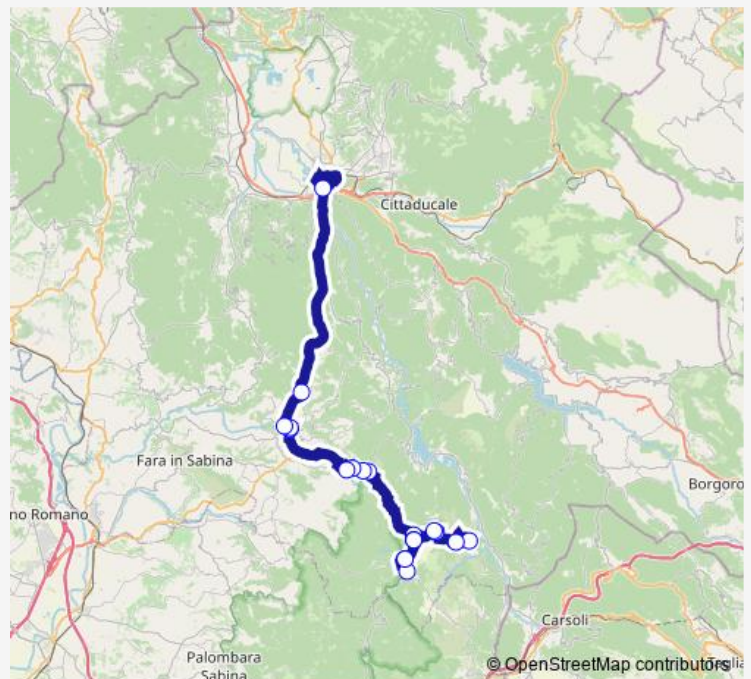 Cittaducale
Fara in Sabina
Borgoro
no Romano
Carsoli
Palombara
Sabina
© OpenStreetMap contributors